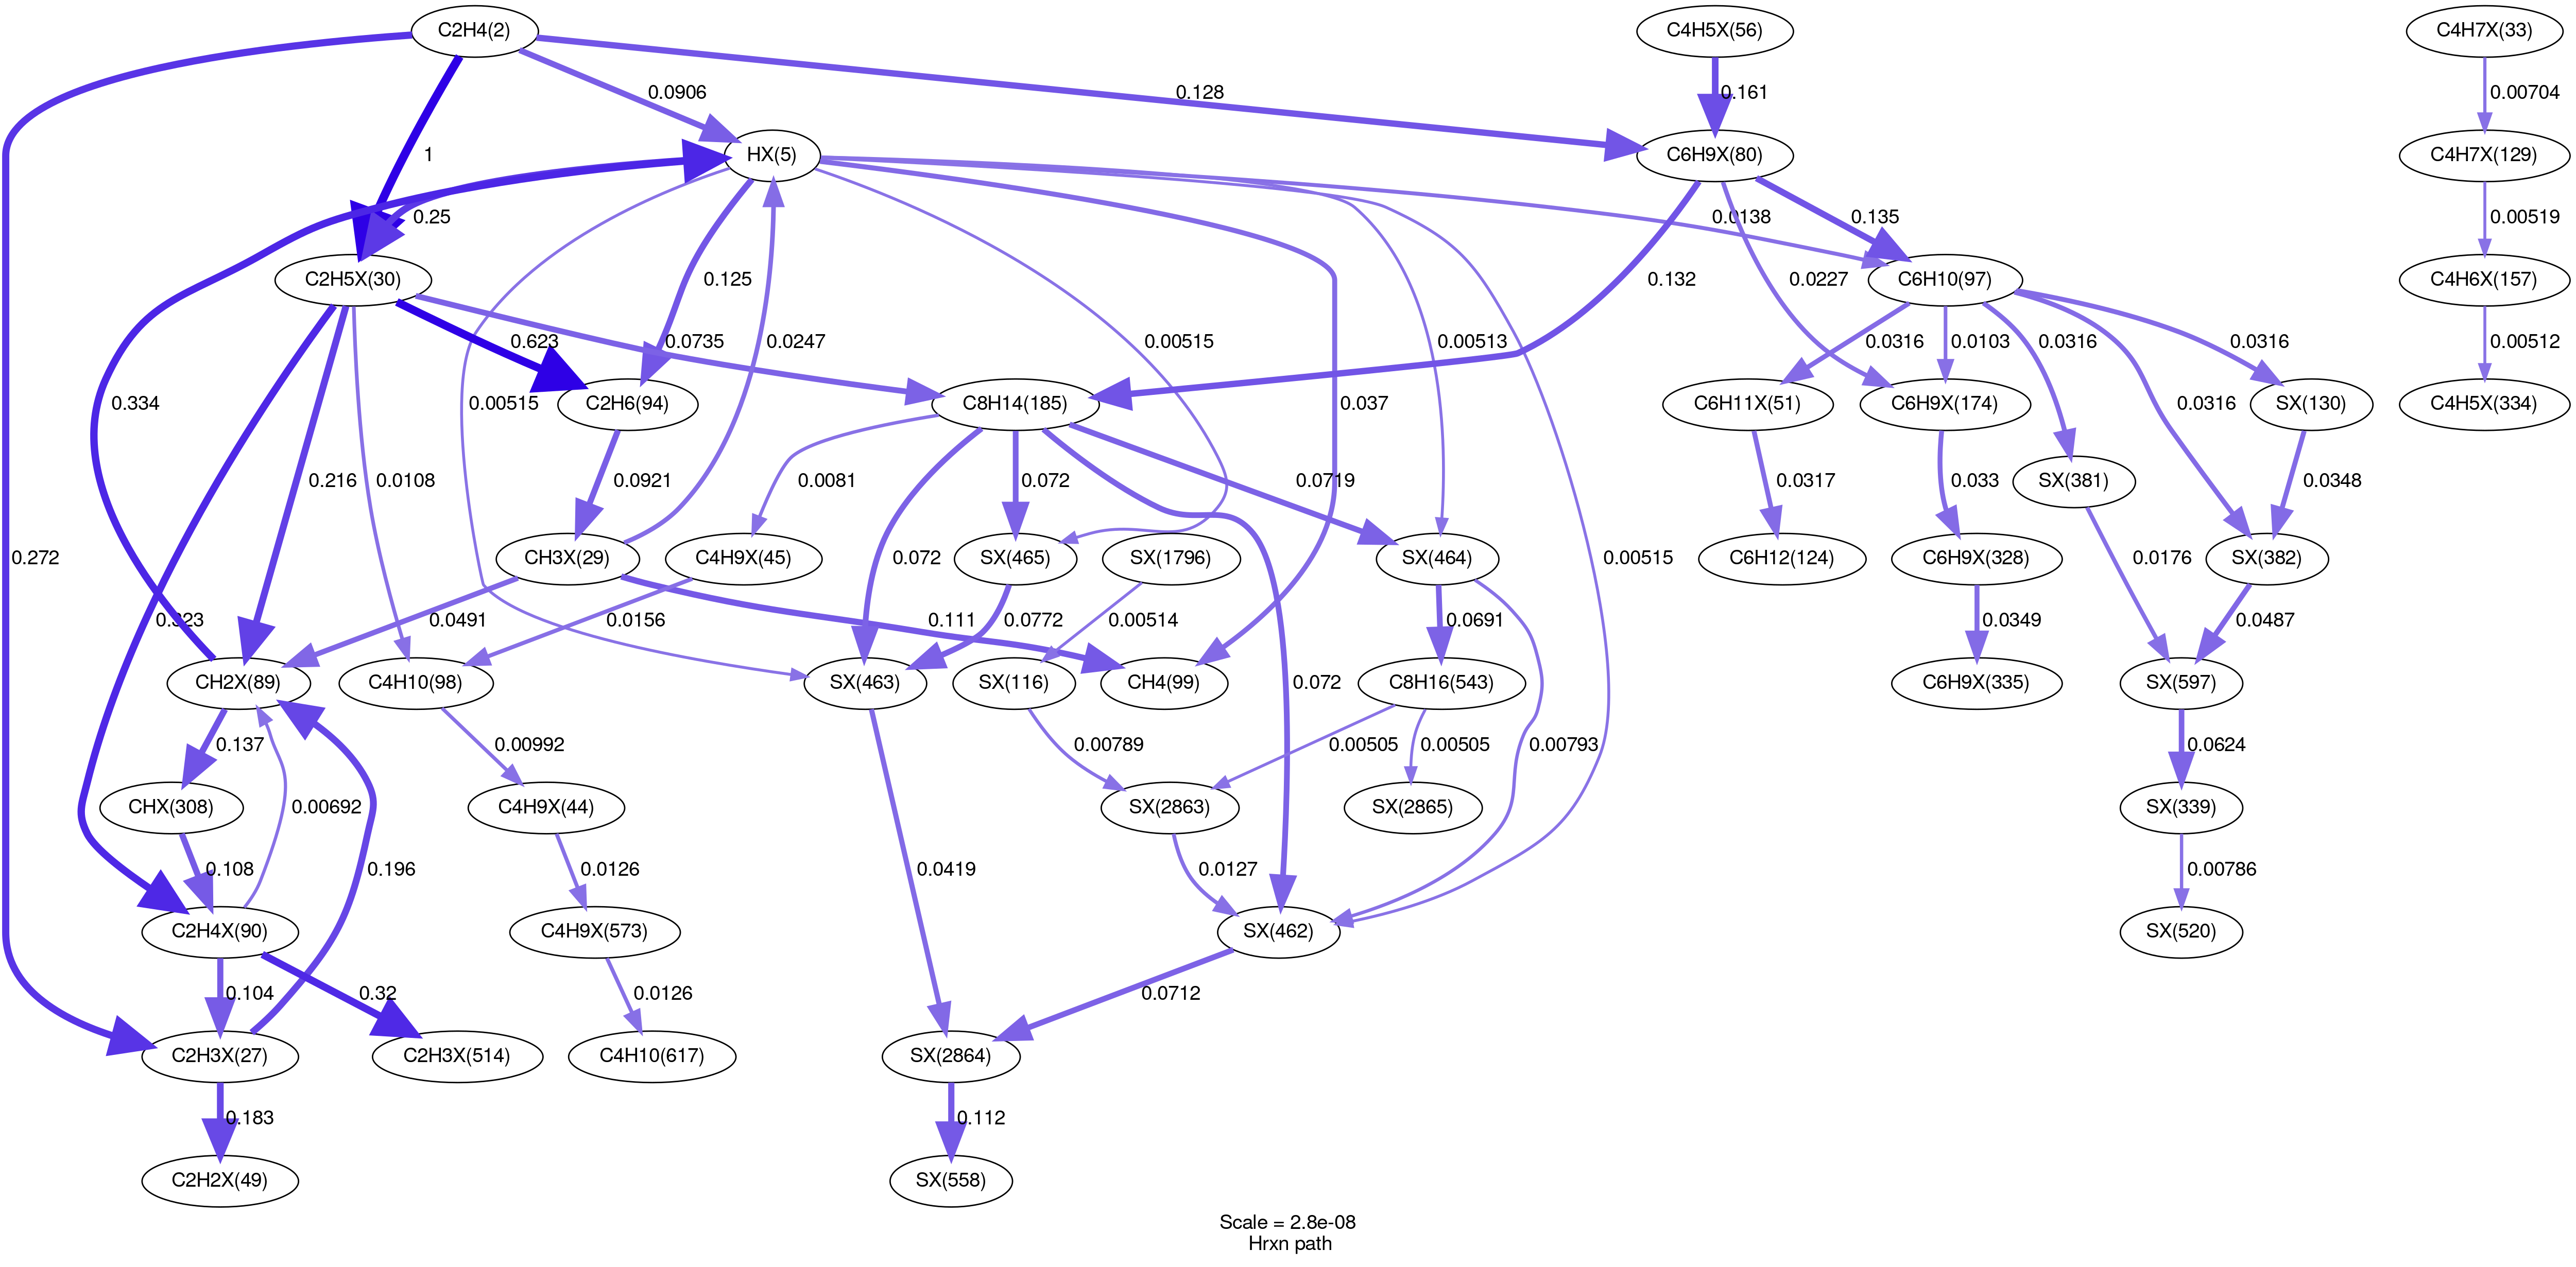 C2H4(2)
C4H5X(56)
C4H7X(33)
0.0906
0.128
0.161
0.00704
1
HX(5)
C6H9X(80)
C4H7X(129)
0.25
0.0138
0.135
0.00519
C2H5X(30)
0.125
0.132
0.0227
C6H10(97)
C4H6X(157)
0.623
0.0735
0.0247
0.00515
0.00513
0.0316
0.0103
0.0316
0.0316
0.00512
0.334
0.00515
C2H6(94)
C8H14(185)
0.037
C6H11X(51)
C6H9X(174)
0.0316
SX(130)
C4H5X(334)
0.216
0.0108
0.0921
0.0081
0.072
0.0719
0.0317
0.033
SX(381)
0.0348
0.272
CH3X(29)
C4H9X(45)
0.072
SX(465)
SX(1796)
SX(464)
0.00515
C6H12(124)
C6H9X(328)
0.0176
SX(382)
0.323
0.0491
0.0156
0.111
0.0772
0.00514
0.0691
0.0349
0.0487
CH2X(89)
C4H10(98)
SX(463)
SX(116)
CH4(99)
0.072
C8H16(543)
C6H9X(335)
SX(597)
0.137
0.00992
0.00789
0.00505
0.00505
0.00793
0.0624
CHX(308)
0.00692
C4H9X(44)
SX(2863)
SX(2865)
SX(339)
0.108
0.196
0.0126
0.0419
0.0127
0.00786
C2H4X(90)
C4H9X(573)
SX(462)
SX(520)
0.104
0.32
0.0126
0.0712
C2H3X(27)
C2H3X(514)
C4H10(617)
SX(2864)
0.183
0.112
C2H2X(49)
SX(558)
Scale = 2.8e-08
Hrxn path